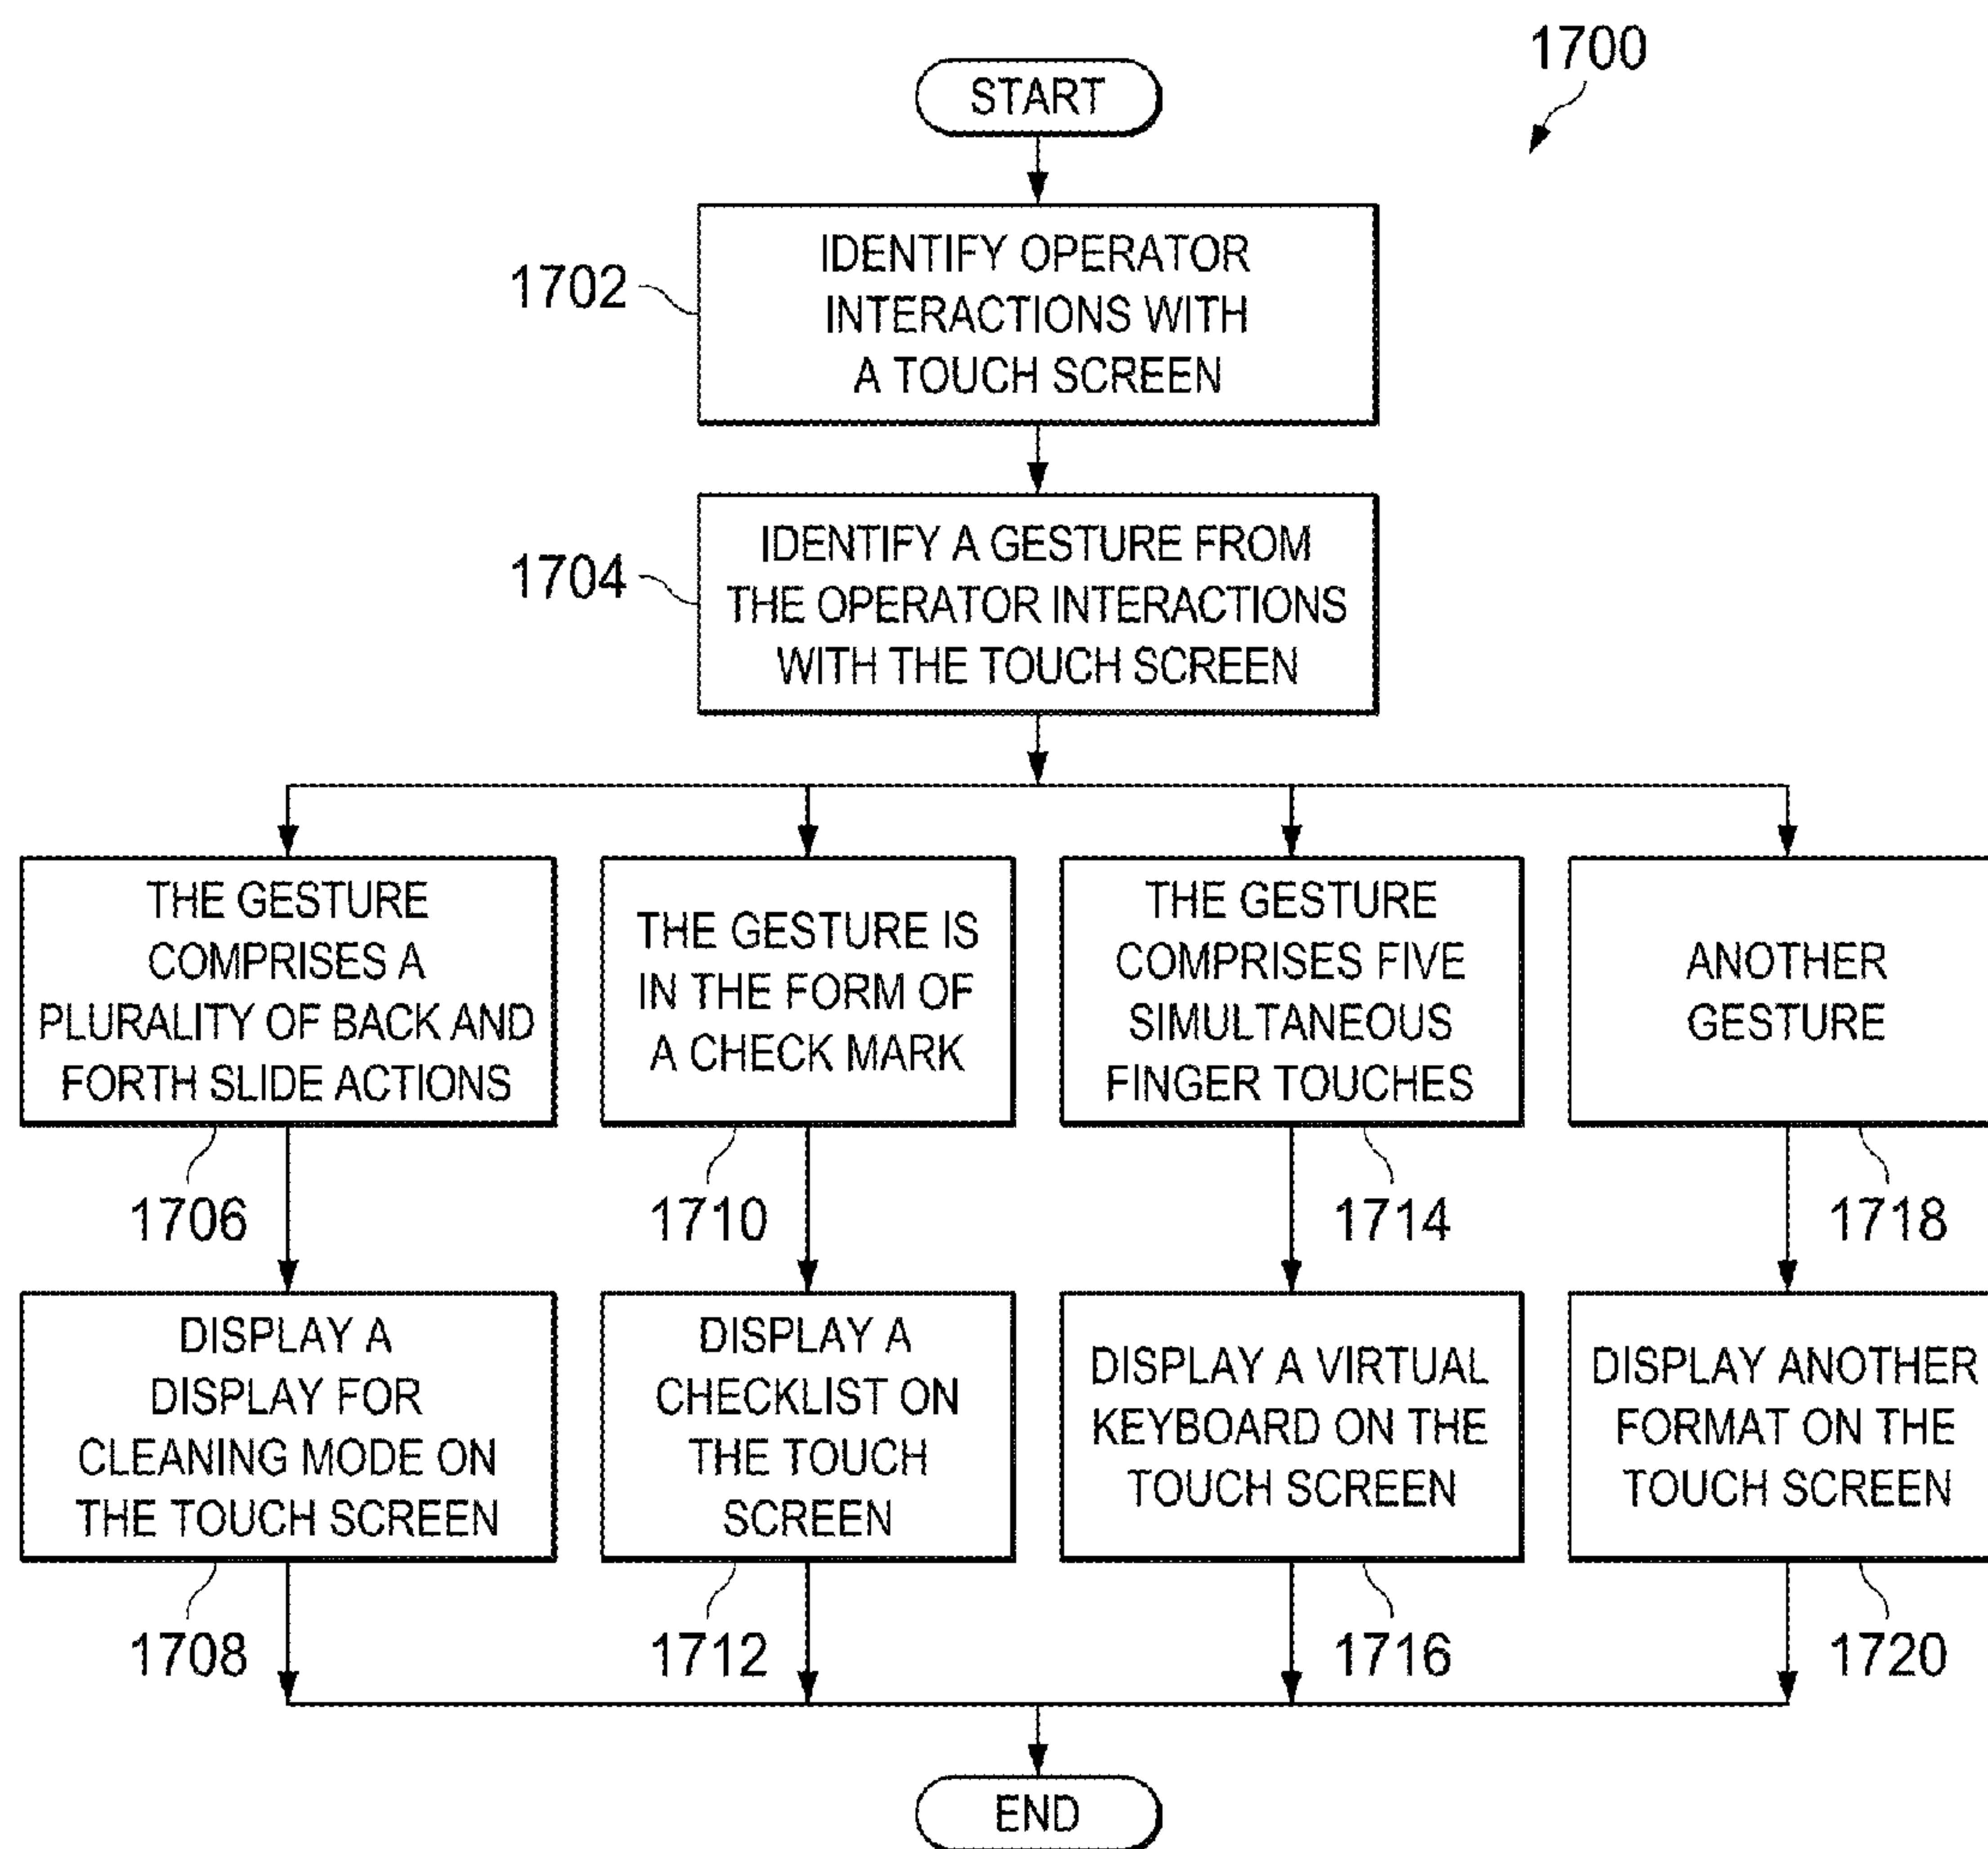 1700
START
1702
IDENTIFY OPERATOR
INTERACTIONS WITH
A TOUCH SCREEN
1704
IDENTIFY A GESTURE FROM
THE OPERATOR INTERACTIONS
WITH THE TOUCH SCREEN
THE GESTURE
COMPRISES A
PLURALITY OF BACK AND
FORTH SLIDE ACTIONS
1706
THE GESTURE IS
IN THE FORM OF
A CHECK MARK
1710
THE GESTURE
COMPRISES FIVE
SIMULTANEOUS
FINGER TOUCHES
1714
ANOTHER
GESTURE
1718
DISPLAY A
DISPLAY FOR
CLEANING MODE ON
THE TOUCH SCREEN
1708
DISPLAY A
CHECKLIST ON
THE TOUCH
SCREEN
1712
DISPLAY A VIRTUAL
KEYBOARD ON THE
TOUCH SCREEN
1716
DISPLAY ANOTHER
FORMAT ON THE
TOUCH SCREEN
1720
END